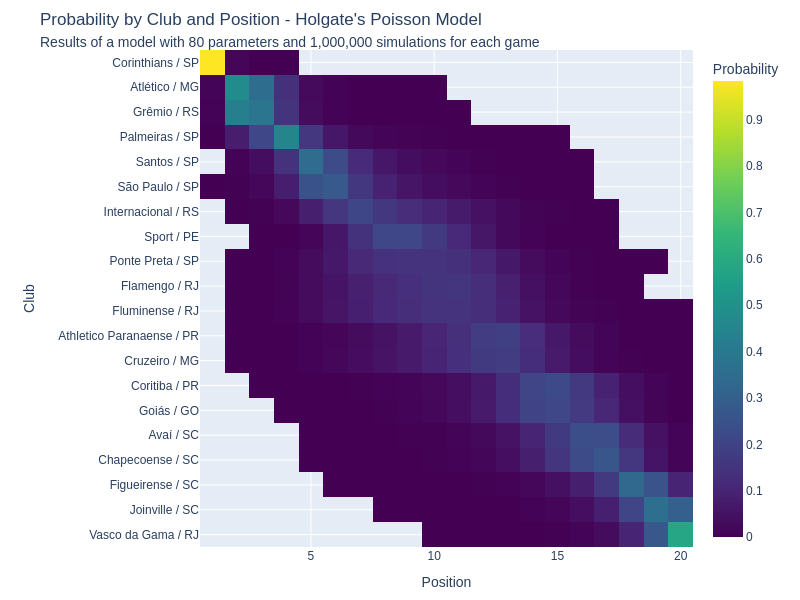 Probability by Club and Position - Holgate's Poisson Model
Results of a model with 80 parameters and 1,000,000 simulations for each game
Probability
Club
Corinthians / SP
Atlético / MG
Grêmio / RS
Palmeiras / SP
Santos / SP
São Paulo / SP
Internacional / RS
Sport / PE
Ponte Preta / SP
Flamengo / RJ
Fluminense / RJ
Athletico Paranaense / PR
Cruzeiro / MG
Coritiba / PR
Goiás / GO
Avaí / SC
Chapecoense / SC
Figueirense / SC
Joinville / SC
Vasco da Gama / RJ
0.9
0.8
0.7
0.6
0.5
0.4
0.3
0.2
0.1
0
5
10
15
20
Position